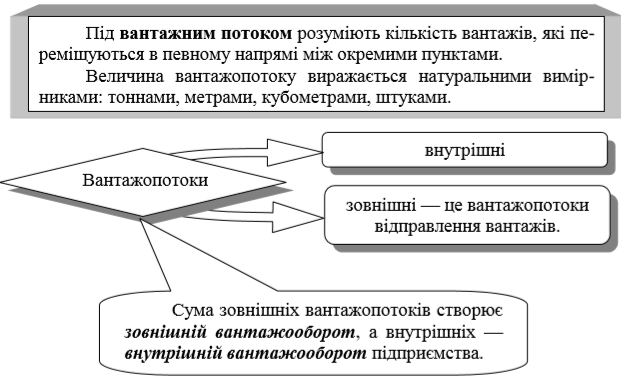 Під вантажним потоком розуміють кількість вантажів, які пе-
реміщуються в певному напрямі між окремими пунктами.
Величина вантажопотоку виражається натуральними вимір-
никами: тоннами, метрами, кубометрами, штуками.
внутрішні
Вантажопотоки
зовнішні — це вантажопотоки
відправлення вантажів.
Сума зовнішніх вантажопотоків створює
зовнішній вантажооборот, а внутрішніх —
внутрішній вантажооборот підприємства.